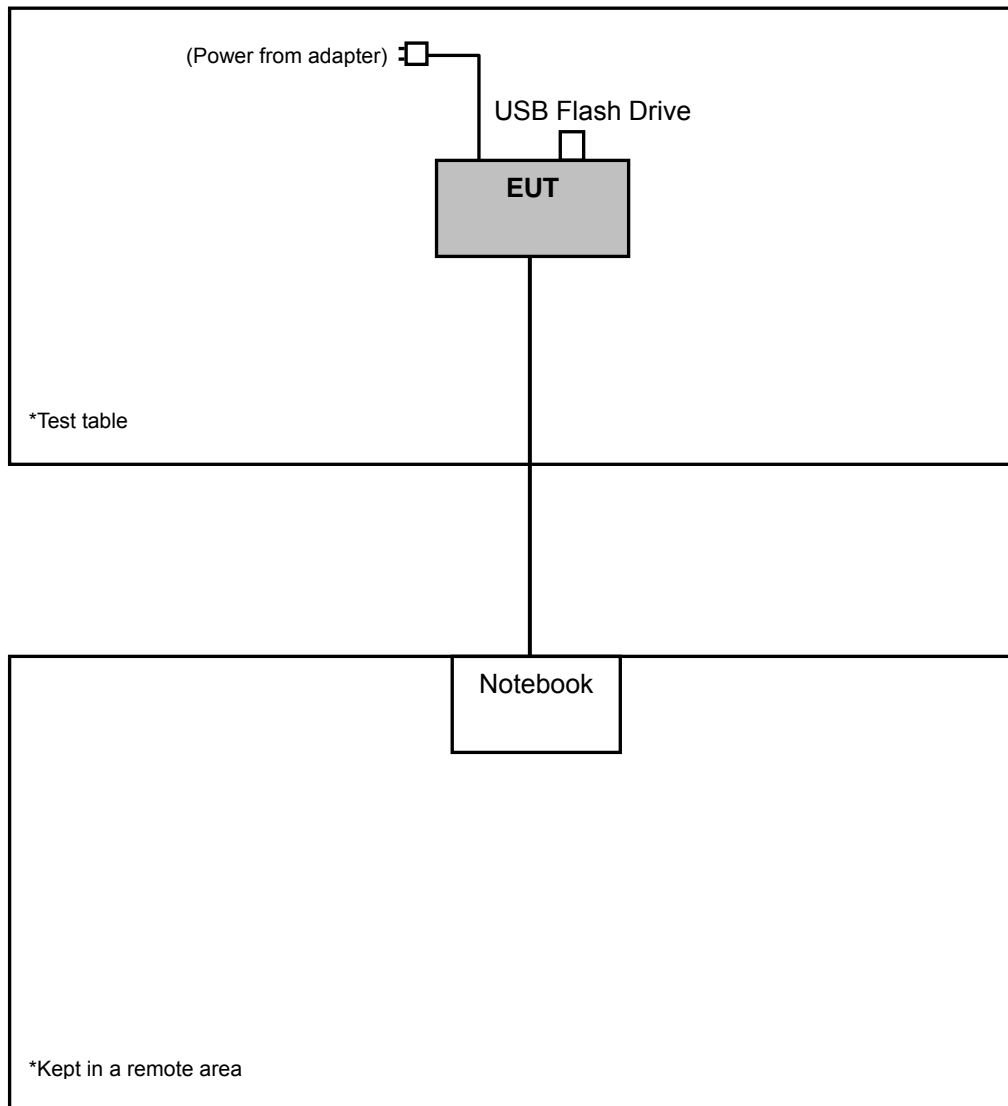 (Power from adapter)
USB Flash Drive
EUT
*Test table
Notebook
*Kept in a remote area